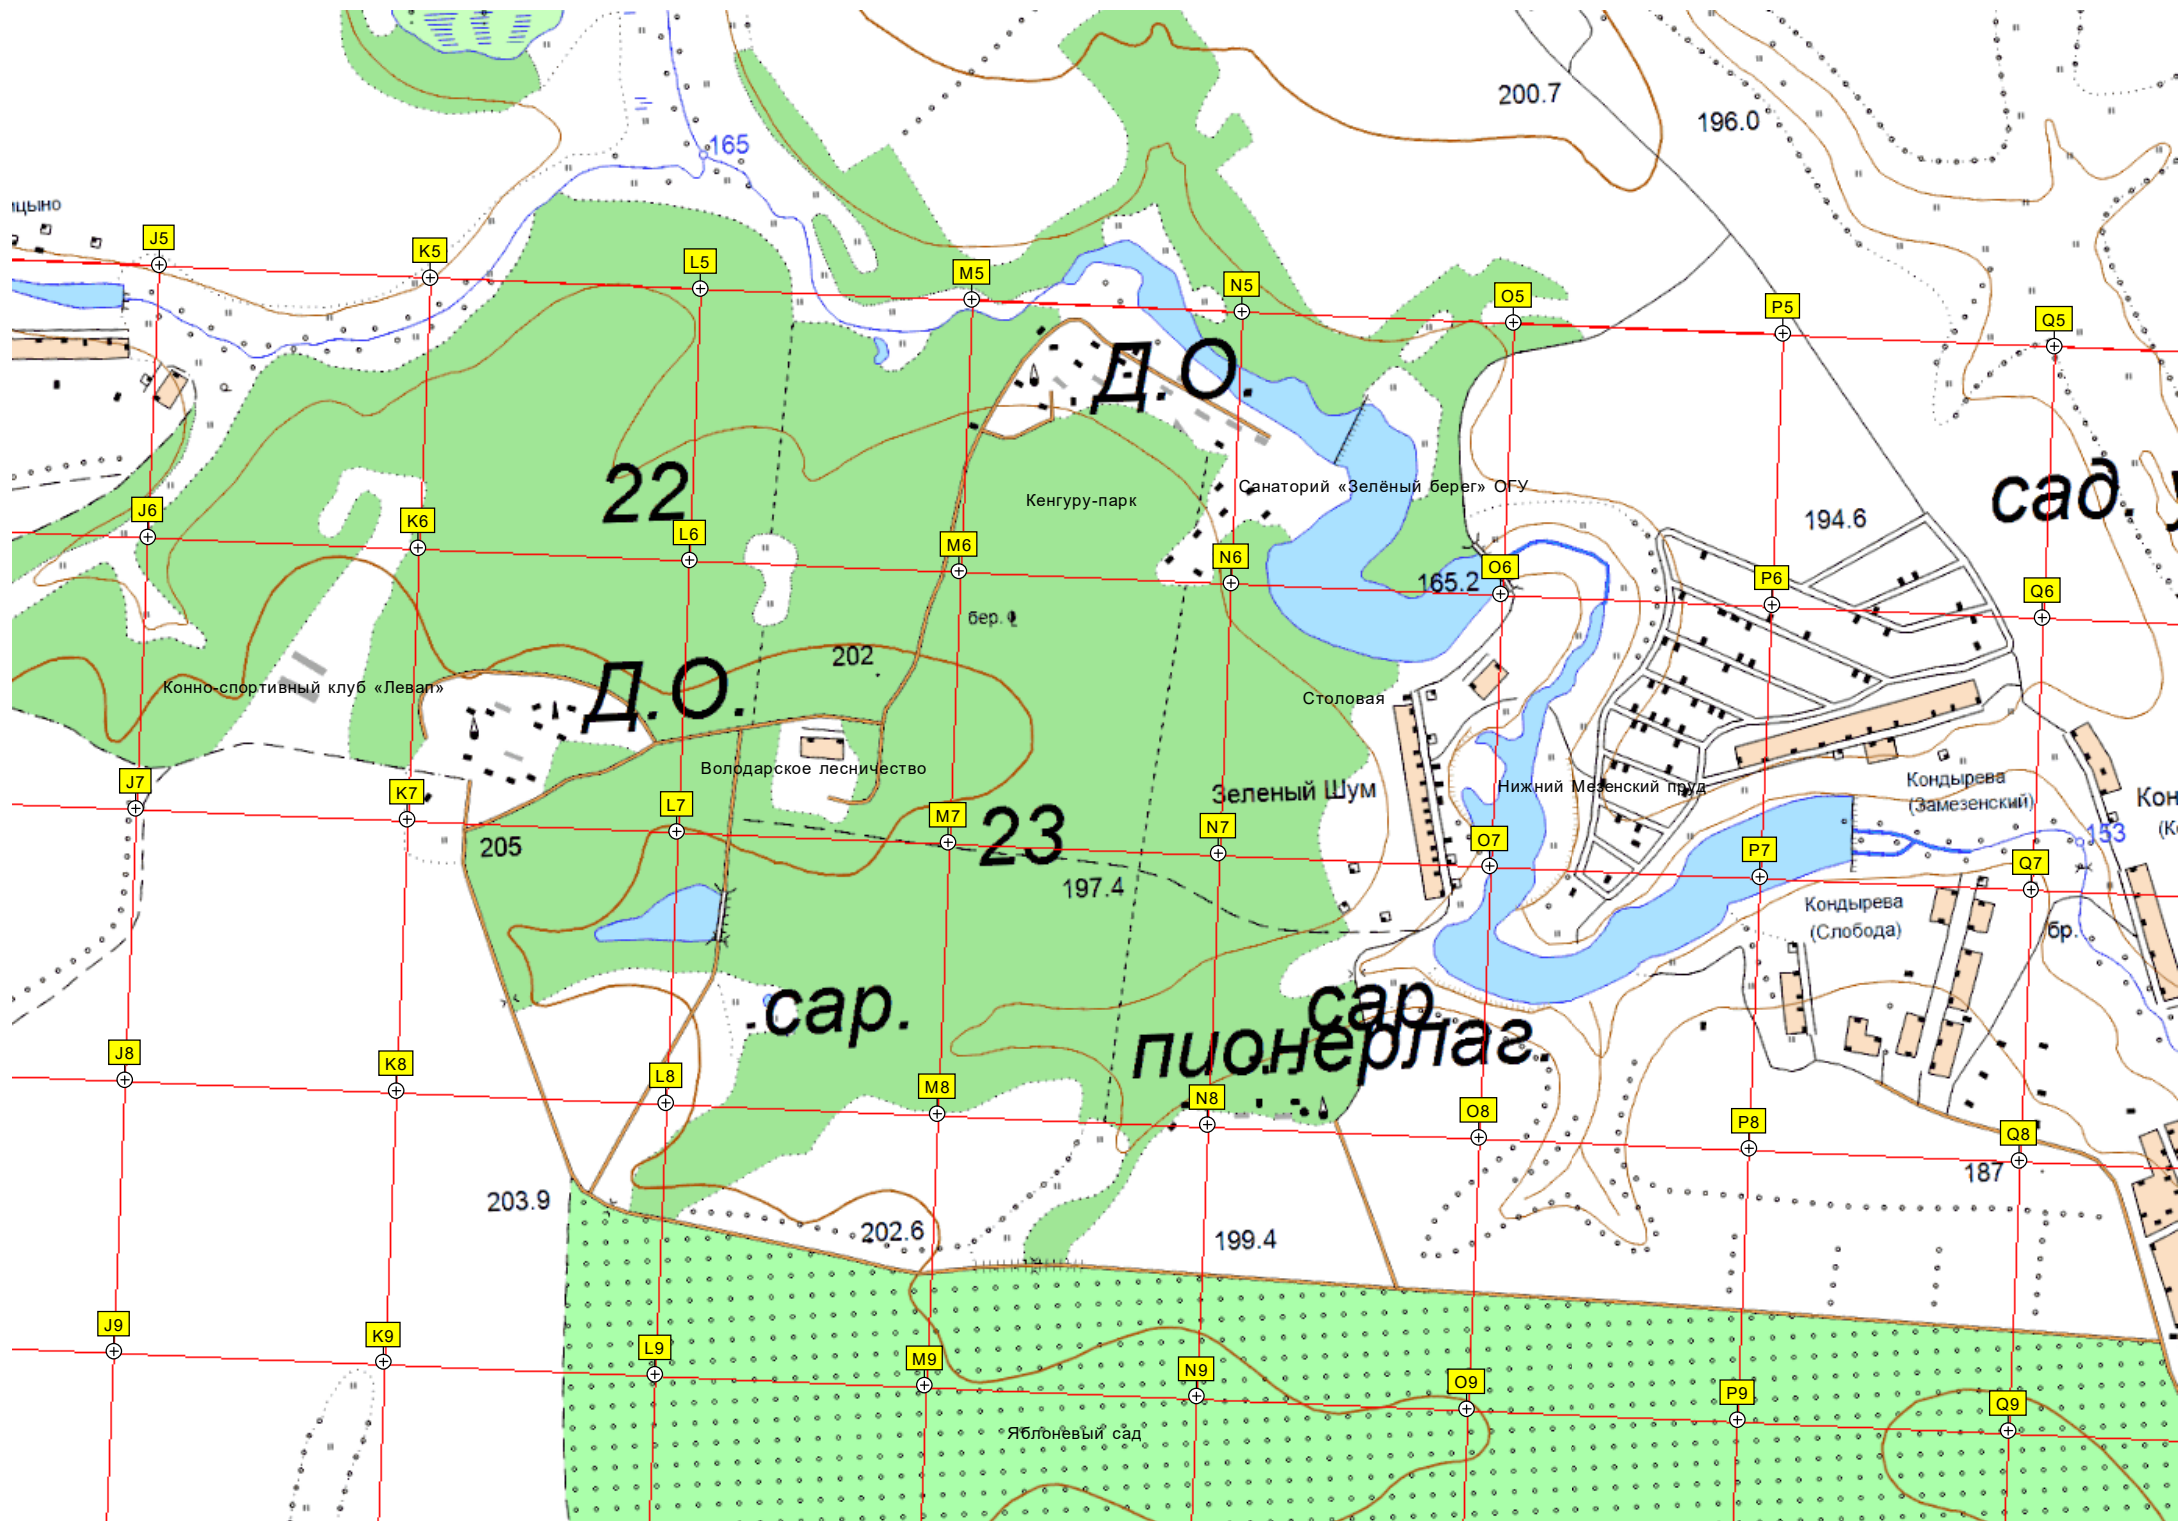 200.7
196.0
165
ицыно
J5
K5
L5
M5
N5
O5
P5
Q5
Д.О.
22
Кенгуру-парк
Санаторий «Зелёный берег» ОГУ
сад.
194.6
J6
K6
L6
M6
N6
O6
P6
Q6
165.2
бер.
202
Д.О.
Конно-спортивный клуб «Левап»
Столовая
Володарское лесничество
Зеленый Шум
Нижний Мезенский пруд
Кондырева
(Замезенский)
Кон
J7
K7
L7
M7
N7
O7
P7
Q7
153
205
23
197.4
Кондырева
(Слобода)
бр.
сар.
сар.
пионерлаг.
J8
K8
L8
M8
N8
O8
P8
Q8
187
203.9
202.6
199.4
J9
K9
L9
M9
N9
O9
P9
Q9
Яблоневый сад